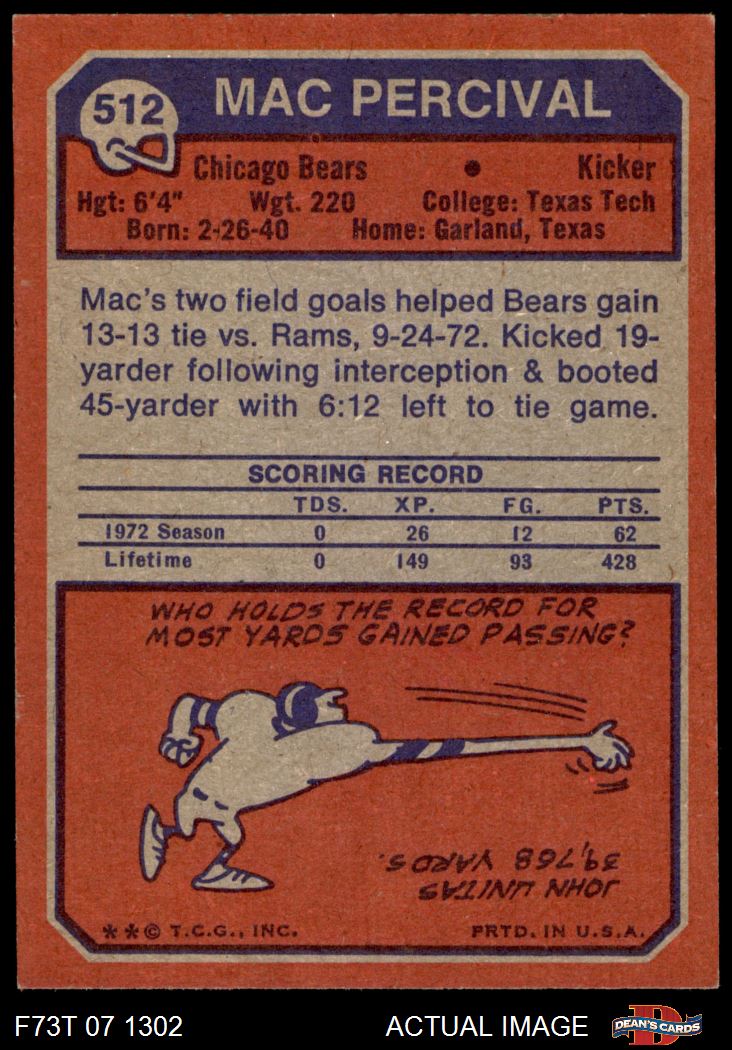 512
MAC PERCIVAL
Chicago Bears • Kicker
Hgt: 6'4" Wgt. 220 College: Texas Tech
Born: 2-26-40 Home: Garland, Texas
Mac's two field goals helped Bears gain
13-13 tie vs. Rams, 9-24-72. Kicked 19-
yarder following interception & booted
45-yarder with 6:12 left to tie game.
SCORING RECORD
TDS. XP. FG. PTS.
1972 Season 0 26 12 62
Lifetime 0 149 93 428
WHO HOLDS THE RECORD FOR
MOST YARDS GAINED PASSING?
JOHN UNITAS
39,768 YARDS.
**© T.C.G., INC. PRTD. IN U.S.A.
F73T 07 1302 ACTUAL IMAGE D DEAN'S CARDS